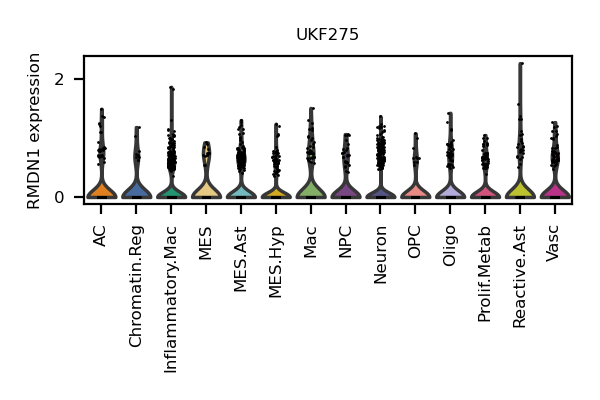 UKF275
RMDN1 expression
2
0
AC
Chromatin.Reg
Inflammatory.Mac
MES
MES.Ast
MES.Hyp
Mac
NPC
Neuron
OPC
Oligo
Prolif.Metab
Reactive.Ast
Vasc